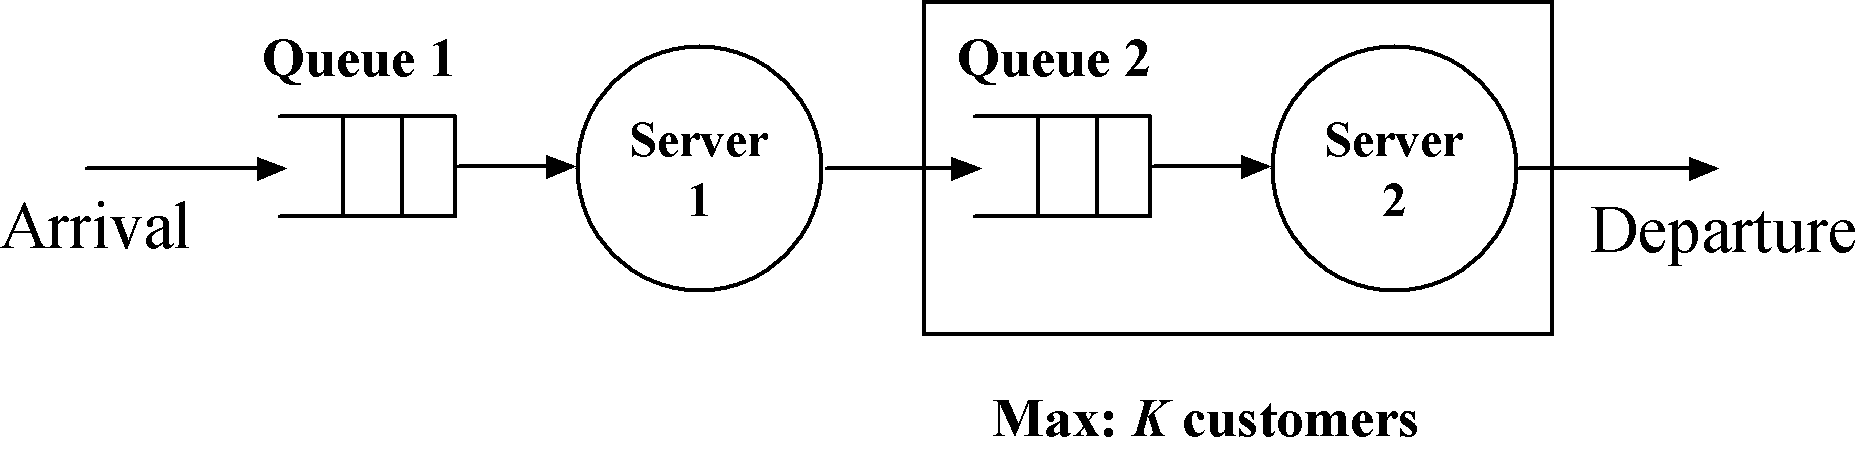 Queue 1
Server
1
Queue 2
Server
2
Arrival
Departure
Max: K customers